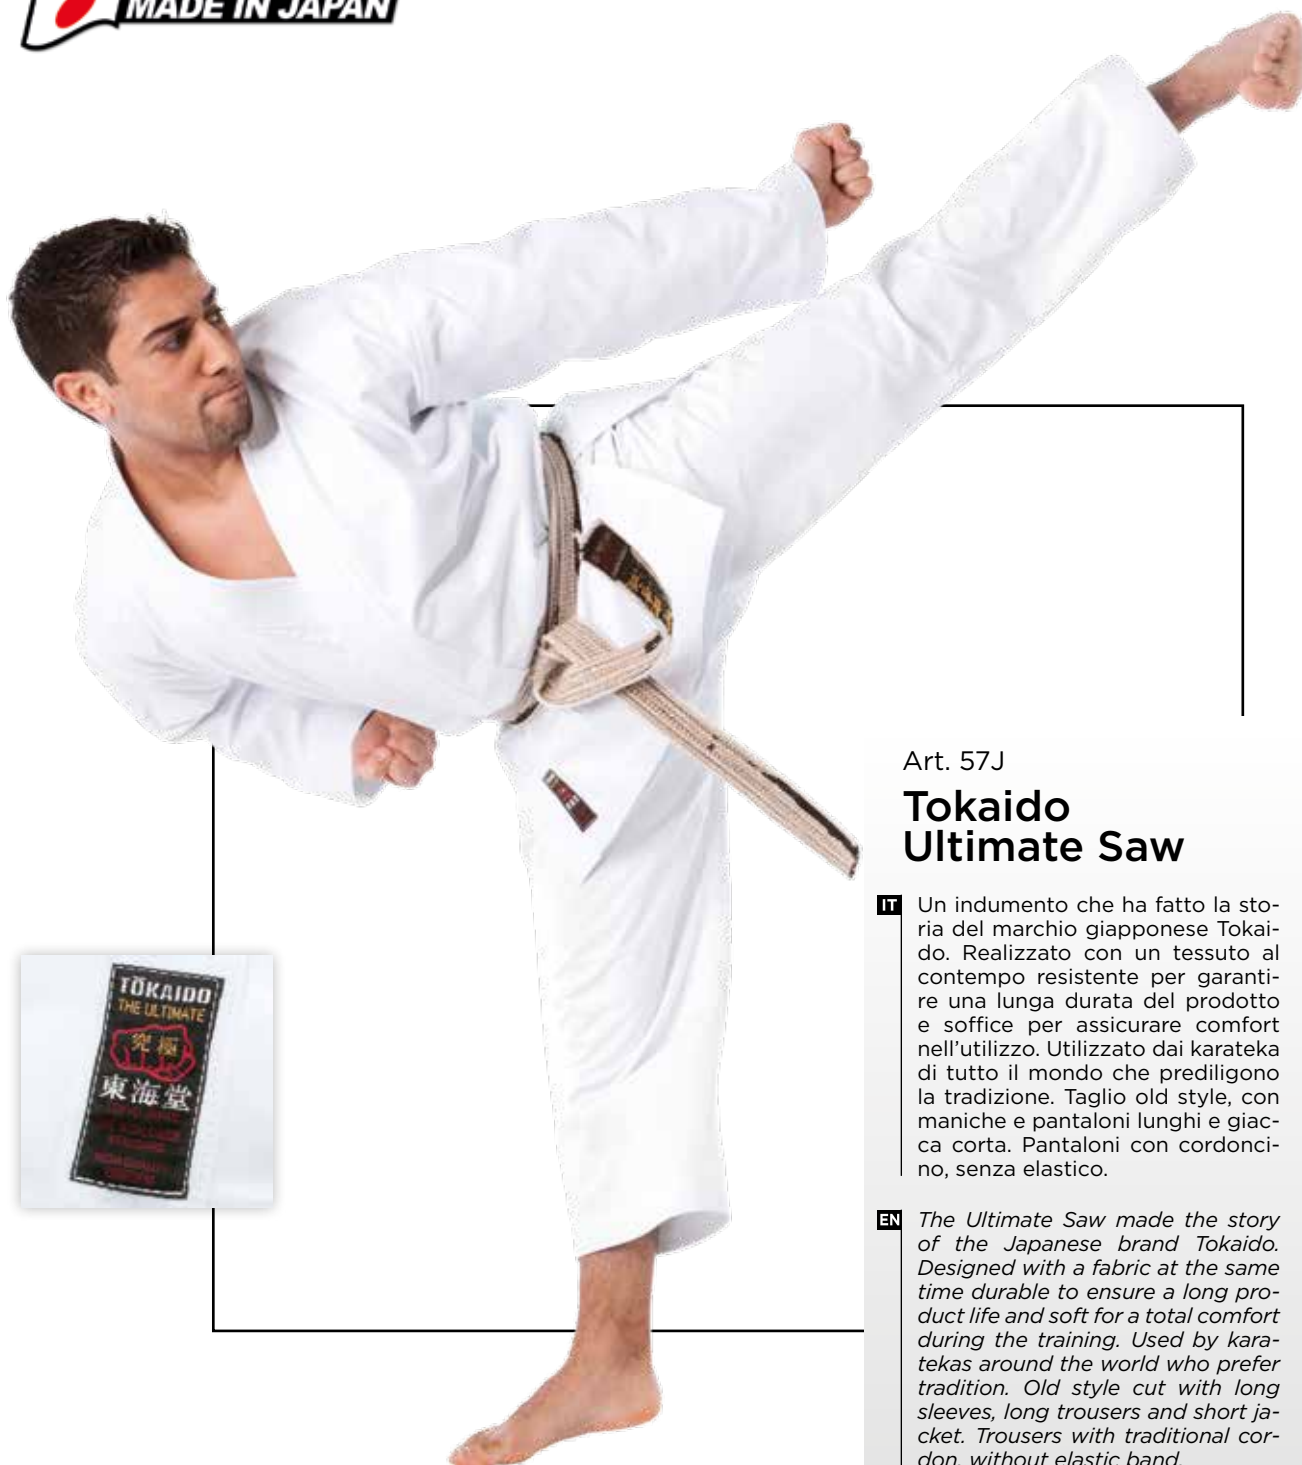 MADE IN JAPAN
Art. 57J
Tokaido
Ultimate Saw
IT Un indumento che ha fatto la sto-
ria del marchio giapponese Tokai-
do. Realizzato con un tessuto al
contempo resistente per garanti-
re una lunga durata del prodotto
e soffice per assicurare comfort
nell'utilizzo. Utilizzato dai karateka
di tutto il mondo che prediligono
la tradizione. Taglio old style, con
maniche e pantaloni lunghi e giac-
ca corta. Pantaloni con cordonci-
no, senza elastico.
TŌKAIDO
THE ULTIMATE
究極
東海堂
EN The Ultimate Saw made the story
of the Japanese brand Tokaido.
Designed with a fabric at the same
time durable to ensure a long pro-
duct life and soft for a total comfort
during the training. Used by kara-
tekas around the world who prefer
tradition. Old style cut with long
sleeves, long trousers and short ja-
cket. Trousers with traditional cor-
don, without elastic band.